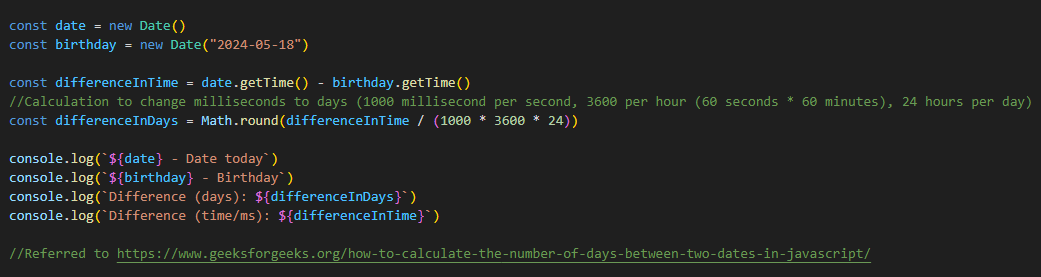 const date = new Date()
const birthday = new Date("2024-05-18")
const differenceInTime = date.getTime() - birthday.getTime()
//Calculation to change milliseconds to days (1000 millisecond per second, 3600 per hour (60 seconds * 60 minutes), 24 hours per day)
const differenceInDays = Math.round(differenceInTime / (1000 * 3600 * 24))
console.log(`${date} - Date today`)
console.log(`${birthday} - Birthday`)
console.log(`Difference (days): ${differenceInDays}`)
console.log(`Difference (time/ms): ${differenceInTime}`)
//Referred to https://www.geeksforgeeks.org/how-to-calculate-the-number-of-days-between-two-dates-in-javascript/